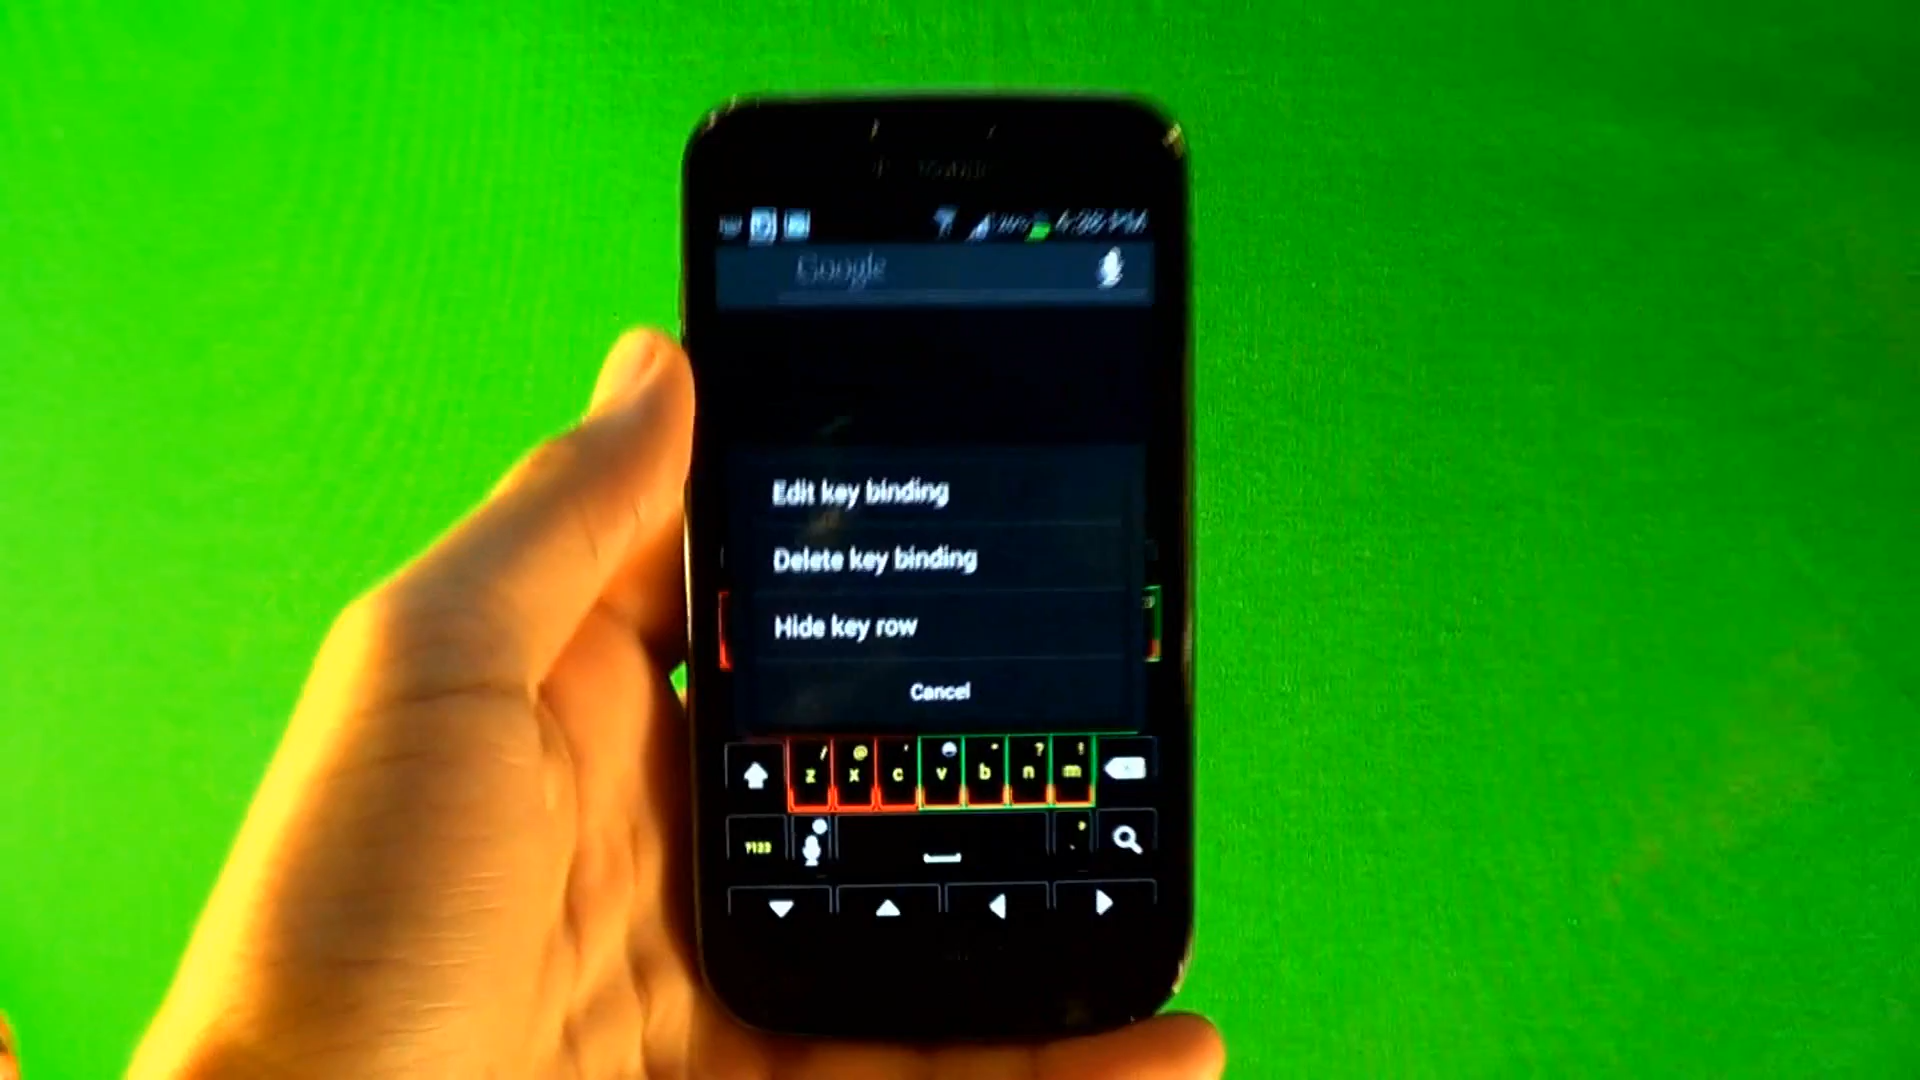 Google
Edit key binding
Delete key binding
Hide key row
Cancel
/ @ ' " ? !
z x c v b n m
?123 .